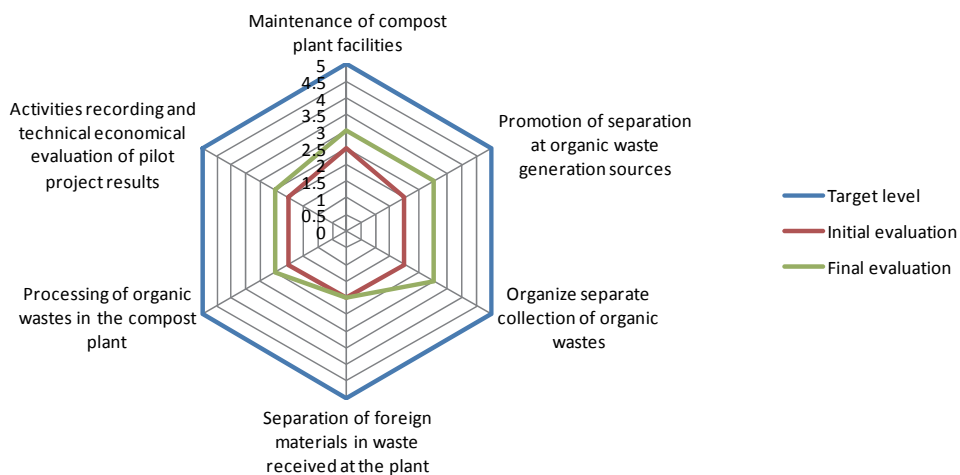 Maintenance of compost
plant facilities
5
4.5
4
3.5
3
2.5
2
1.5
1
0.5
0
Promotion of separation
at organic waste
generation sources
Organize separate
collection of organic
wastes
Separation of foreign
materials in waste
received at the plant
Processing of organic
wastes in the compost
plant
Activities recording and
technical economical
evaluation of pilot
project results
Target level
Initial evaluation
Final evaluation